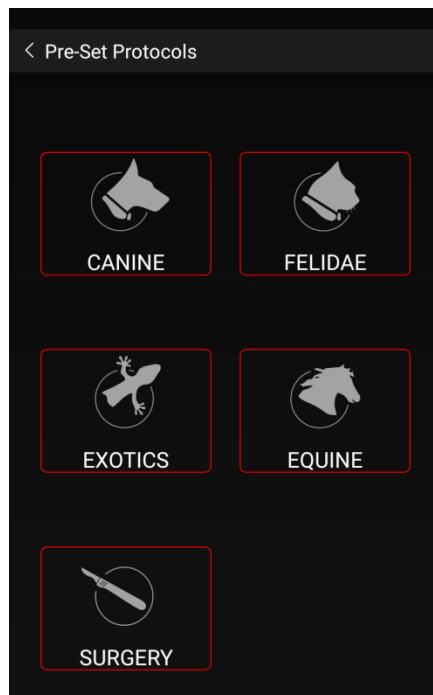 Pre-Set Protocols
CANINE
FELIDAE
EXOTICS
EQUINE
SURGERY